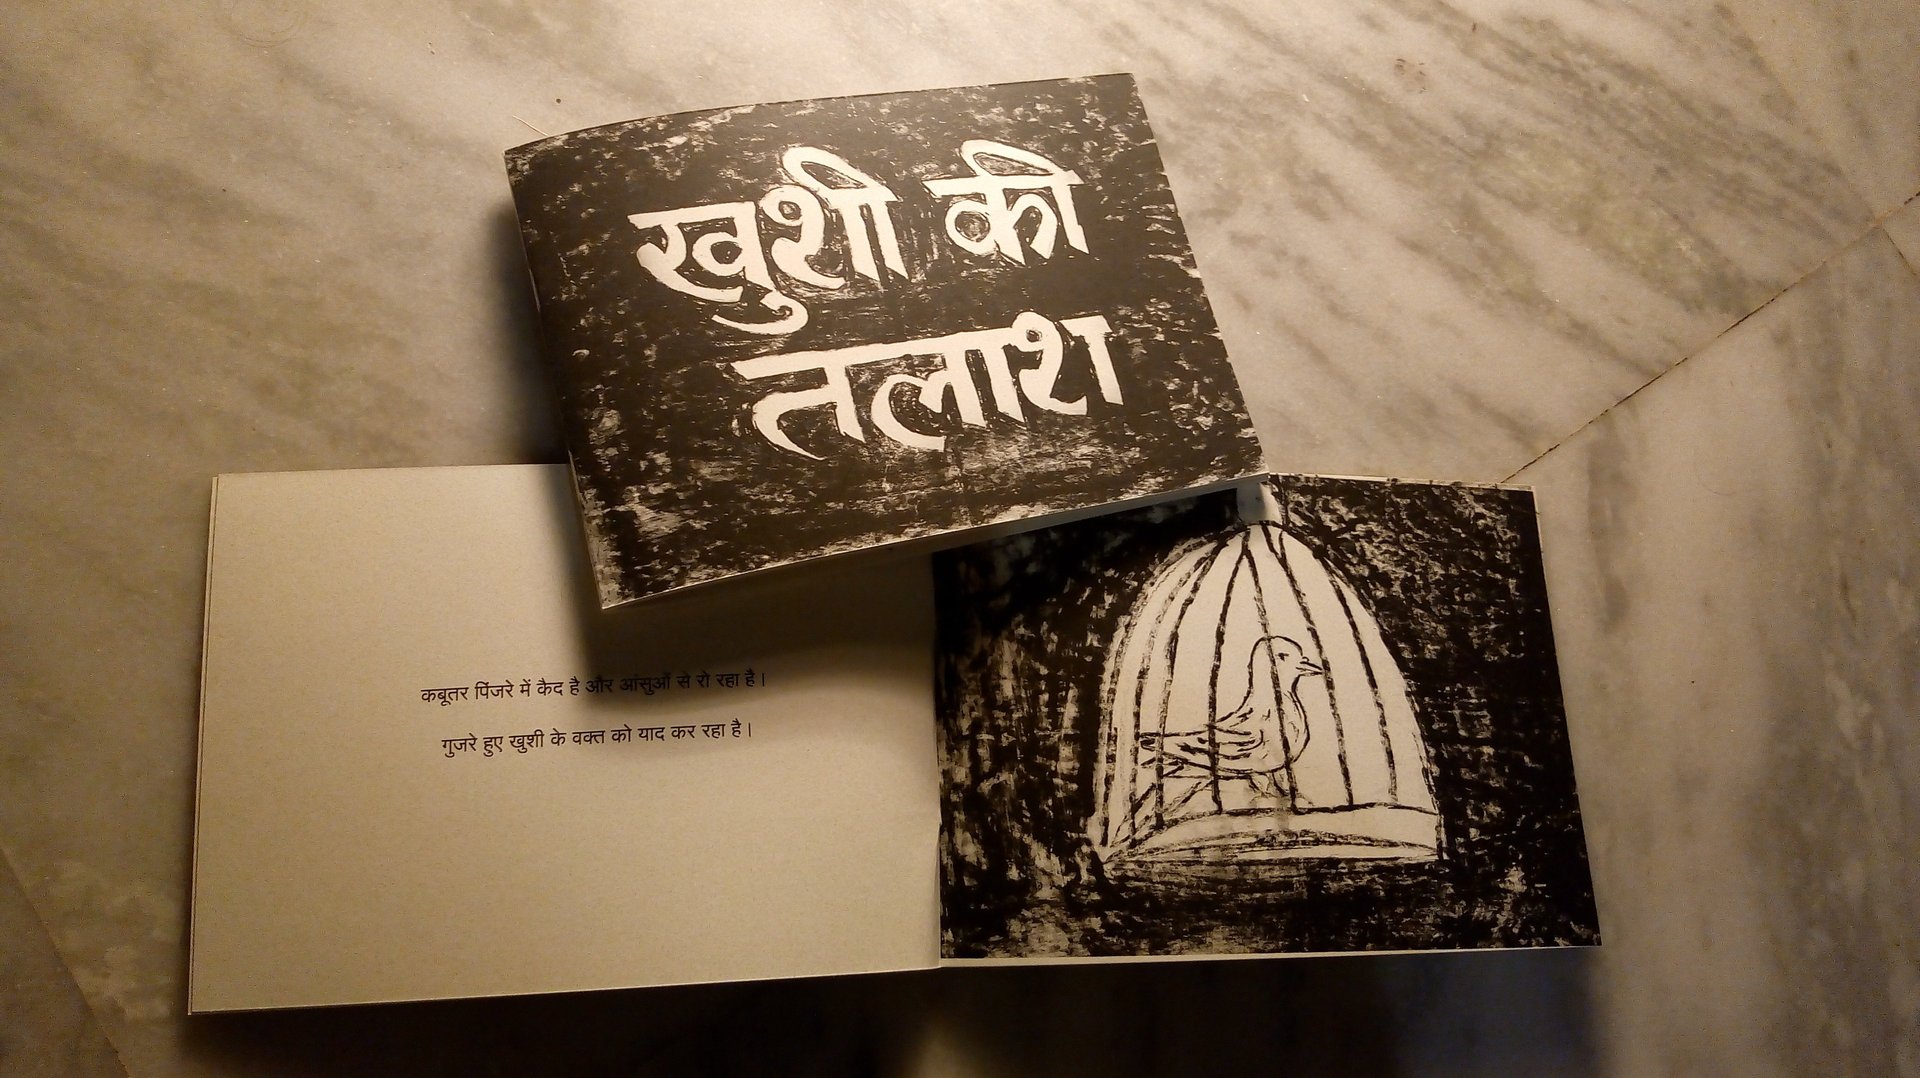 खुशी की
तलाश
कबूतर पिंजरे में कैद है और आंसुओं से रो रहा है।
गुजरे हुए खुशी के वक्त को याद कर रहा है।